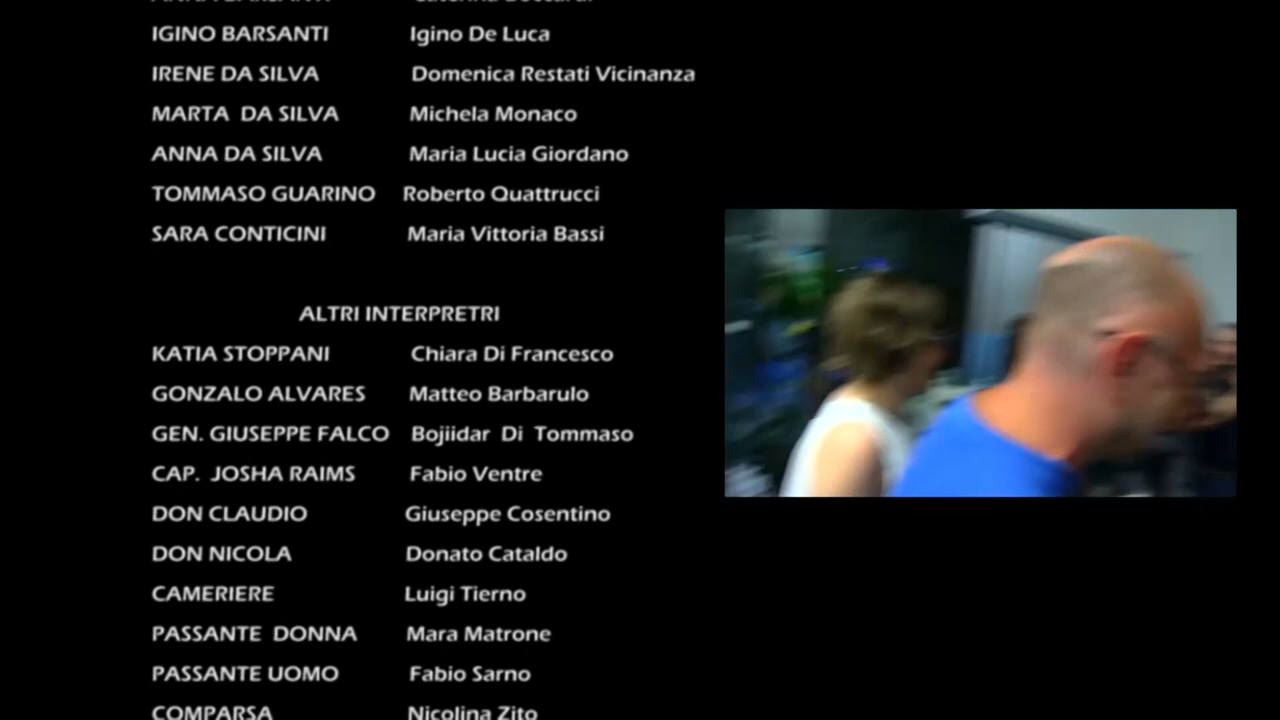 IGINO BARSANTI Igino De Luca
IRENE DA SILVA Domenica Restati Vicinanza
MARTA DA SILVA Michela Monaco
ANNA DA SILVA Maria Lucia Giordano
TOMMASO GUARINO Roberto Quattrucci
SARA CONTICINI Maria Vittoria Bassi
ALTRI INTERPRETRI
KATIA STOPPANI Chiara Di Francesco
GONZALO ALVARES Matteo Barbarulo
GEN. GIUSEPPE FALCO Bojiidar Di Tommaso
CAP. JOSHA RAIMS Fabio Ventre
DON CLAUDIO Giuseppe Cosentino
DON NICOLA Donato Cataldo
CAMERIERE Luigi Tierno
PASSANTE DONNA Mara Matrone
PASSANTE UOMO Fabio Sarno
COMPARSA Nicolina Zito